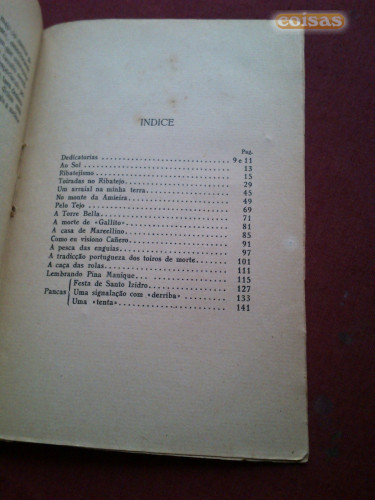 coisas
INDICE
Pag.
Dedicatorias 9 e 11
Ao Sol 13
Ribatejismo 15
Toiradas no Ribatejo 29
Um arraial na minha terra 45
No monte da Amieira 49
Pelo Tejo 69
A Torre Bella 71
A morte de «Gallito» 81
A casa de Marcellino 85
Como eu visiono Cañero 91
A pesca das enguias 97
A tradicção portugueza dos toiros de morte 101
A caça das rolas 111
Lembrando Pina Manique 115
Festa de Santo Izidro 127
Pancas Uma signalação com «derriba» 133
Uma «tenta» 141